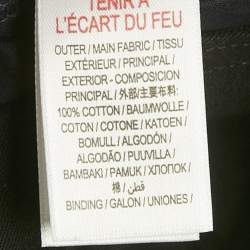 TENIR À
L'ÉCART DU FEU
OUTER / MAIN FABRIC / TISSU
EXTÉRIEUR / PRINCIPAL /
EXTERIOR - COMPOSICION
PRINCIPAL / 外部/主要布料:
100% COTTON / BAUMWOLLE /
COTON / COTONE / KATOEN /
BOMULL / ALGODÓN /
ALGODÃO / PUUVILLA /
BAMBAKI / PAMUK / ХЛОПОК /
棉 / قطن /
BINDING / GALON / UNIONES /